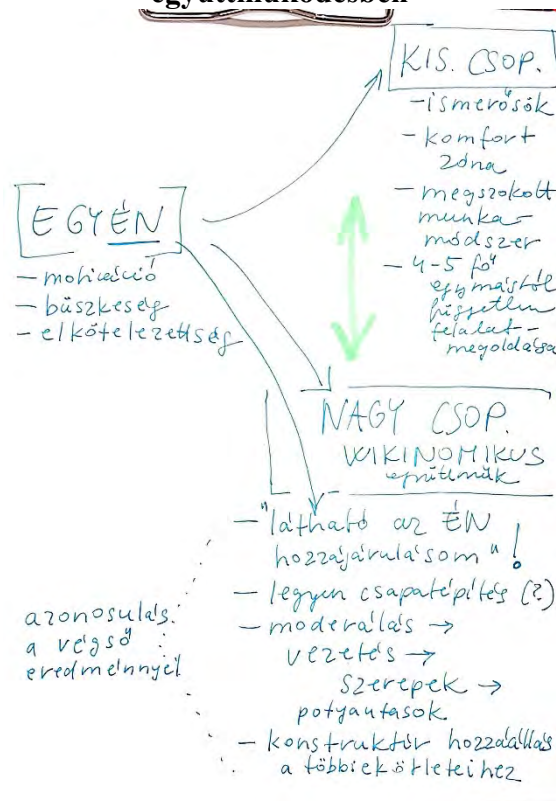 együttműködésben
KIS. CSOP.
- ismerősök
- komfort
zóna
- megszokott
munka-
módszer
- 4-5 fő
egymástól
független
felalat-
megoldása
EGYÉN
- motiváció
- büszkeség
- elkötelezettség
NAGY CSOP.
WIKINOMIKUS
- "látható az ÉN
hozzájárulásom"!
- legyen csapatépítés (?)
- moderálás →
vezetés →
szerepek →
potyautasok
- konstruktív hozzáállás
a többiek ötleteihez
azonosulás
a végső
eredménnyel